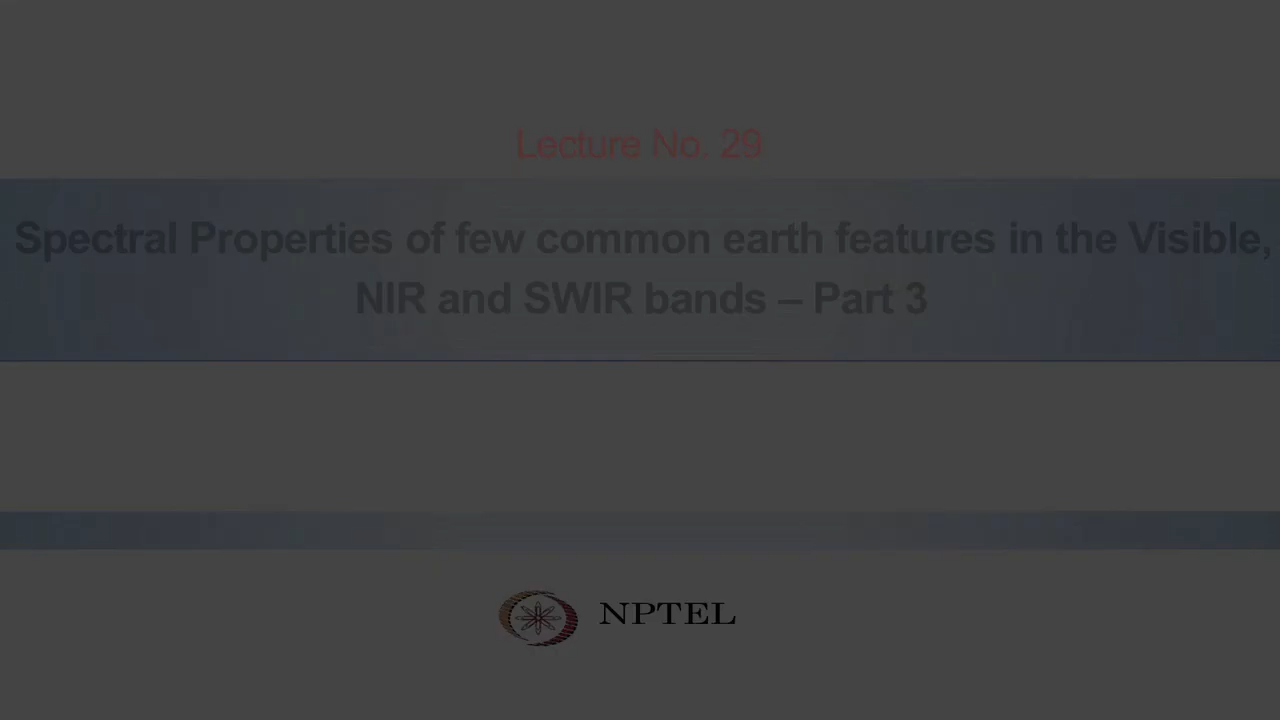 Lecture No. 29
Spectral Properties of few common earth features in the Visible,
NIR and SWIR bands – Part 3
NPTEL